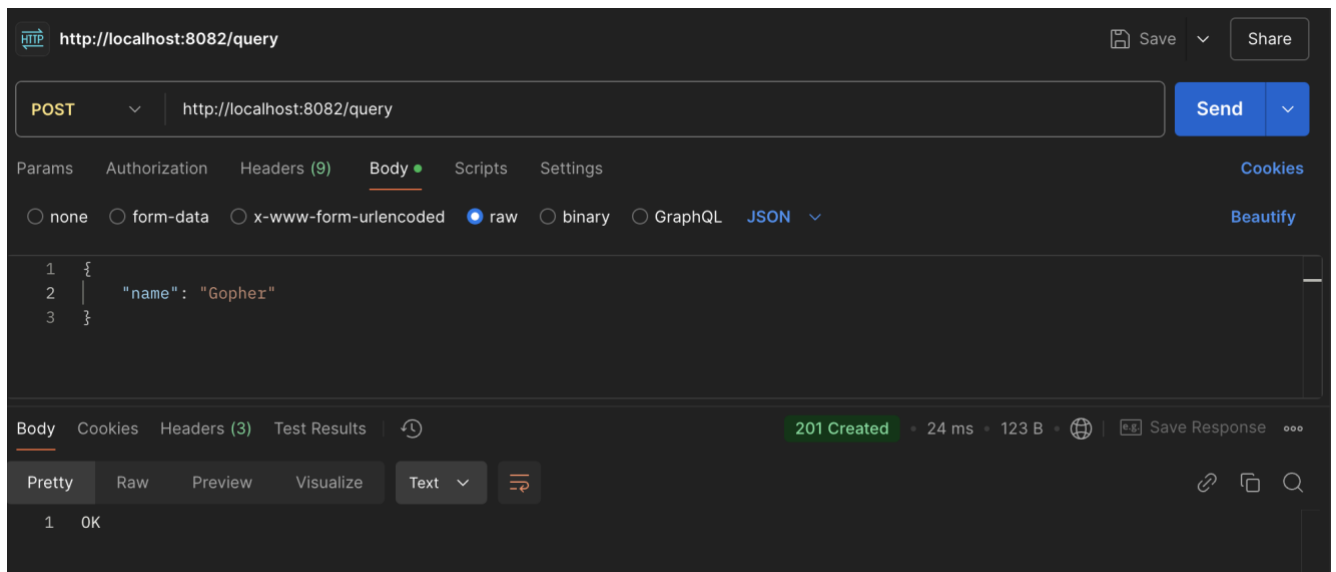 HTTP http://localhost:8082/query Save Share
POST http://localhost:8082/query Send
Params Authorization Headers (9) Body Scripts Settings Cookies
none form-data x-www-form-urlencoded raw binary GraphQL JSON Beautify
1 {
2 "name": "Gopher"
3 }
Body Cookies Headers (3) Test Results 201 Created • 24 ms • 123 B • e.g. Save Response
Pretty Raw Preview Visualize Text
1 OK